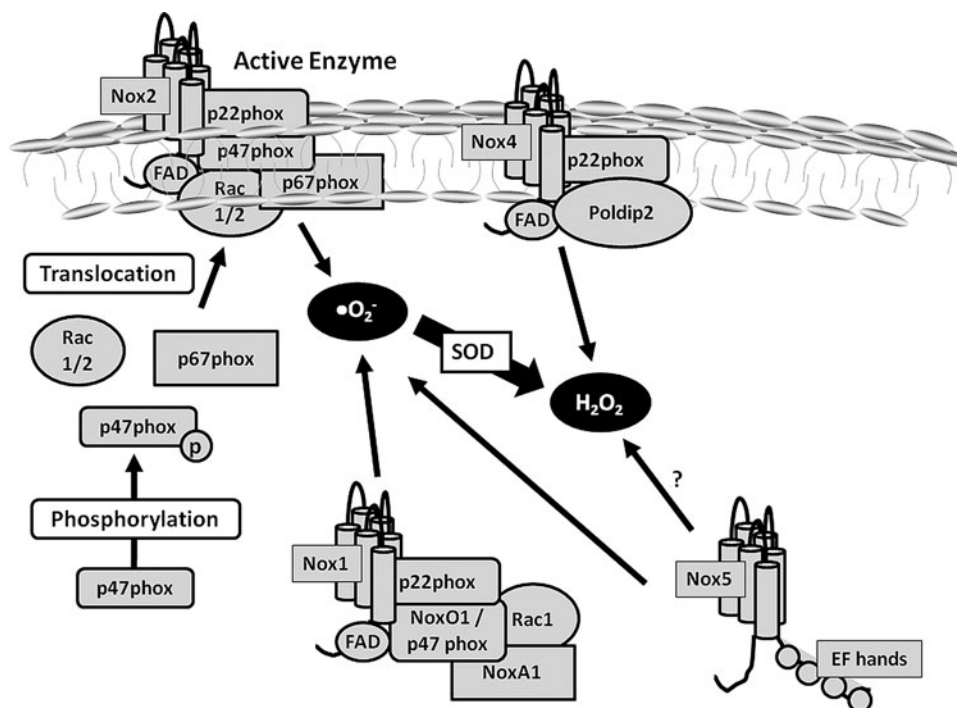 Active Enzyme
Nox2
p22phox
p47phox
FAD
Rac
1/2
p67phox
Nox4
p22phox
FAD
Poldip2
Translocation
Rac
1/2
p67phox
•O₂⁻
SOD
H₂O₂
p47phox
p
Phosphorylation
p47phox
?
Nox1
p22phox
NoxO1 /
p47 phox
Rac1
FAD
NoxA1
Nox5
EF hands